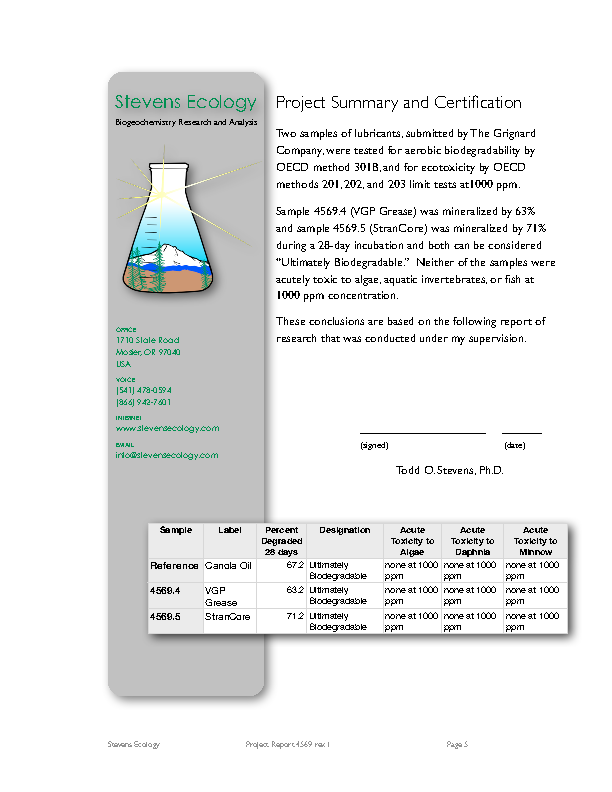 Stevens Ecology
Biogeochemistry Research and Analysis
OFFICE
1710 State Road
Mosier, OR 97040
USA
VOICE
(541) 478-0594
(866) 942-7601
INTERNET
www.stevensecology.com
EMAIL
info@stevensecology.com
Project Summary and Certification
Two samples of lubricants, submitted by The Grignard
Company, were tested for aerobic biodegradability by
OECD method 301B, and for ecotoxicity by OECD
methods 201, 202, and 203 limit tests at1000 ppm.
Sample 4569.4 (VGP Grease) was mineralized by 63%
and sample 4569.5 (StranCore) was mineralized by 71%
during a 28-day incubation and both can be considered
“Ultimately Biodegradable.” Neither of the samples were
acutely toxic to algae, aquatic invertebrates, or fish at
1000 ppm concentration.
These conclusions are based on the following report of
research that was conducted under my supervision.
(signed) (date)
Todd O. Stevens, Ph.D.
Sample Label Percent Degraded 28 days Designation Acute Toxicity to Algae Acute Toxicity to Daphnia Acute Toxicity to Minnow
Reference Canola Oil 67.2 Ultimately Biodegradable none at 1000 ppm none at 1000 ppm none at 1000 ppm
4569.4 VGP Grease 63.2 Ultimately Biodegradable none at 1000 ppm none at 1000 ppm none at 1000 ppm
4569.5 StranCore 71.2 Ultimately Biodegradable none at 1000 ppm none at 1000 ppm none at 1000 ppm
Stevens Ecology Project Report 4569 rev.1 Page 5